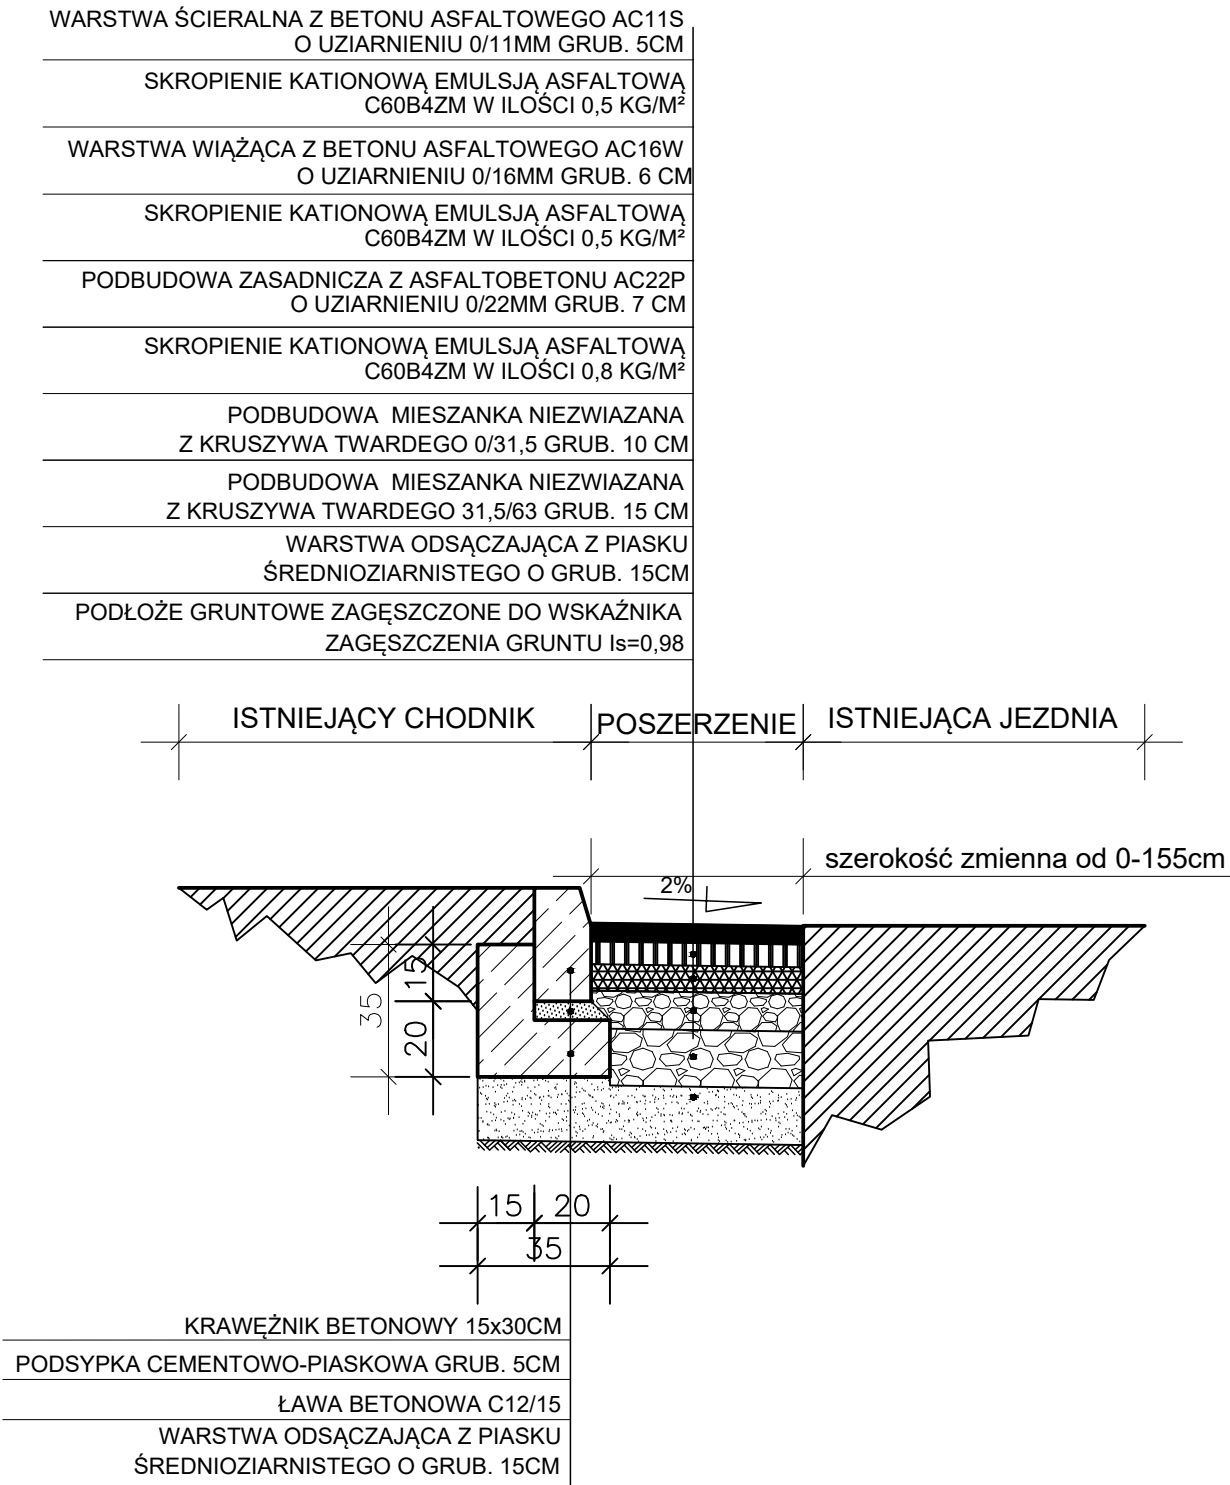 WARSTWA ŚCIERALNA Z BETONU ASFALTOWEGO AC11S
O UZIARNIENIU 0/11MM GRUB. 5CM
SKROPIENIE KATIONOWĄ EMULSJĄ ASFALTOWĄ
C60B4ZM W ILOŚCI 0,5 KG/M²
WARSTWA WIĄŻĄCA Z BETONU ASFALTOWEGO AC16W
O UZIARNIENIU 0/16MM GRUB. 6 CM
SKROPIENIE KATIONOWĄ EMULSJĄ ASFALTOWĄ
C60B4ZM W ILOŚCI 0,5 KG/M²
PODBUDOWA ZASADNICZA Z ASFALTOBETONU AC22P
O UZIARNIENIU 0/22MM GRUB. 7 CM
SKROPIENIE KATIONOWĄ EMULSJĄ ASFALTOWĄ
C60B4ZM W ILOŚCI 0,8 KG/M²
PODBUDOWA MIESZANKA NIEZWIAZANA
Z KRUSZYWA TWARDEGO 0/31,5 GRUB. 10 CM
PODBUDOWA MIESZANKA NIEZWIAZANA
Z KRUSZYWA TWARDEGO 31,5/63 GRUB. 15 CM
WARSTWA ODSĄCZAJĄCA Z PIASKU
ŚREDNIOZIARNISTEGO O GRUB. 15CM
PODŁOŻE GRUNTOWE ZAGĘSZCZONE DO WSKAŹNIKA
ZAGĘSZCZENIA GRUNTU Is=0,98
ISTNIEJĄCY CHODNIK
POSZERZENIE
ISTNIEJĄCA JEZDNIA
szerokość zmienna od 0-155cm
2%
35
15
20
15
20
35
KRAWĘŻNIK BETONOWY 15x30CM
PODSYPKA CEMENTOWO-PIASKOWA GRUB. 5CM
ŁAWA BETONOWA C12/15
WARSTWA ODSĄCZAJĄCA Z PIASKU
ŚREDNIOZIARNISTEGO O GRUB. 15CM